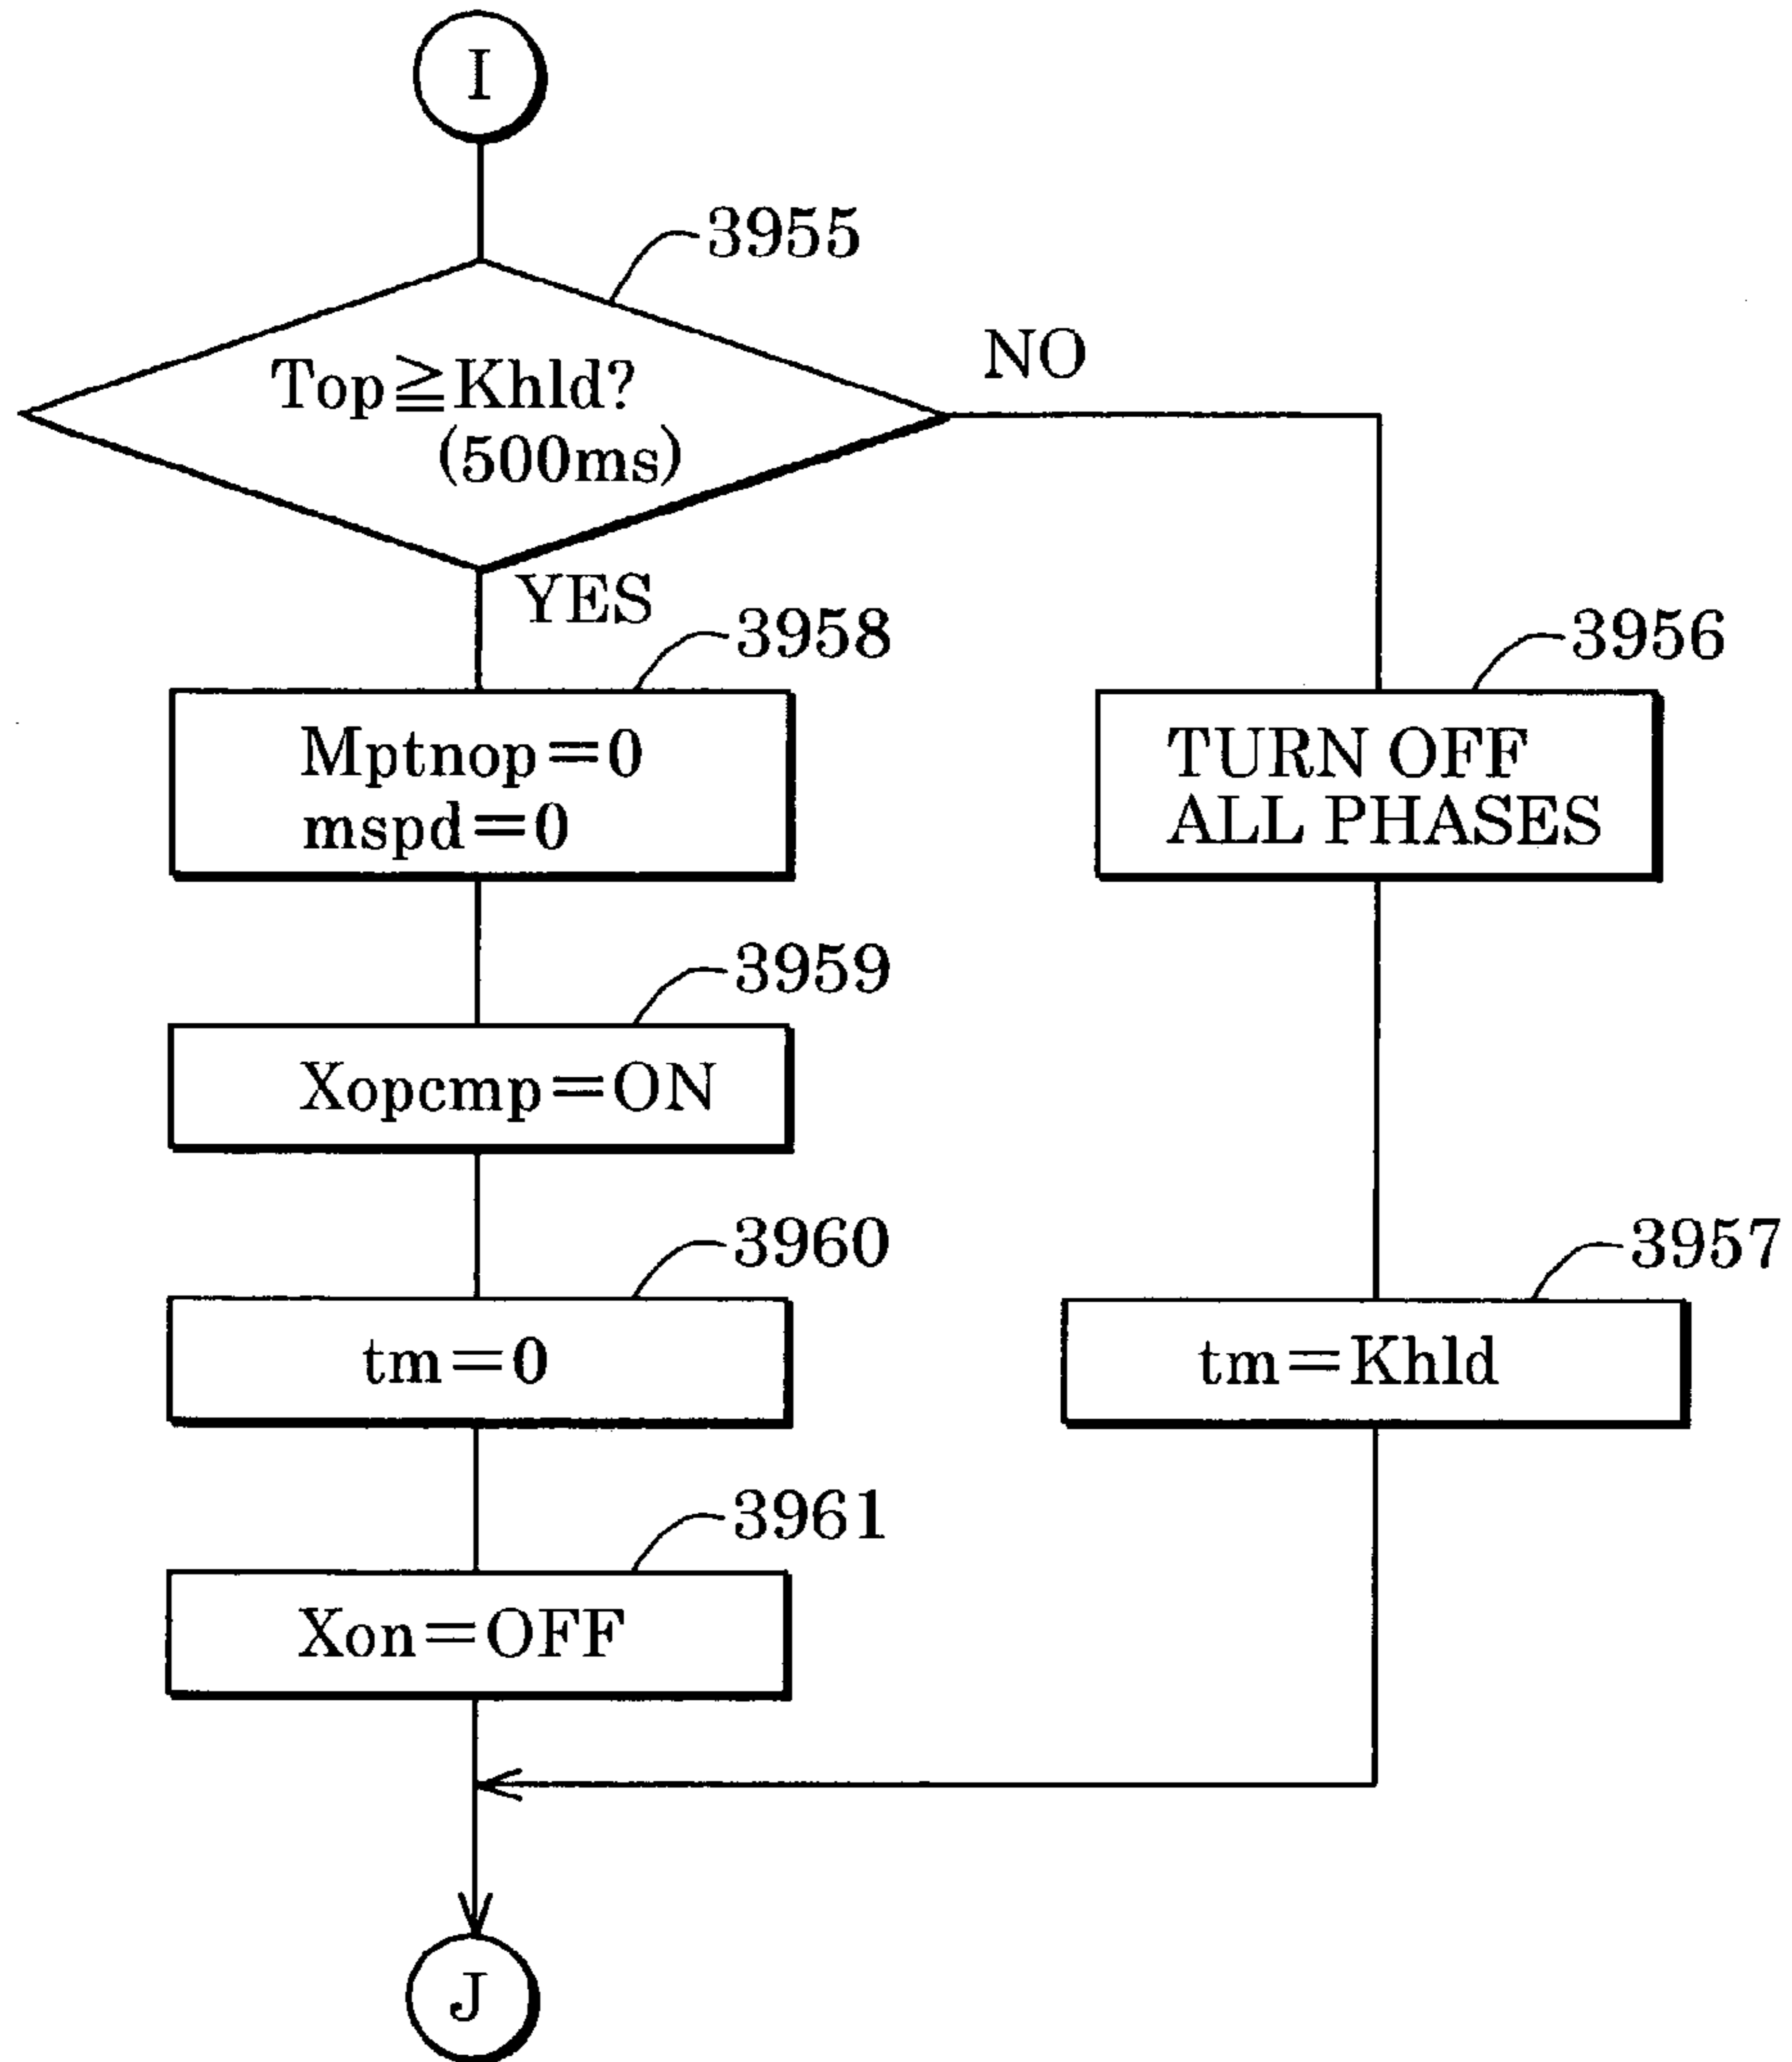 I
3955
Top≧Khld?
(500ms)
NO
YES
3958
Mptnop=0
mspd=0
3956
TURN OFF
ALL PHASES
3959
Xopcmp=ON
3960
tm=0
3957
tm=Khld
3961
Xon=OFF
J